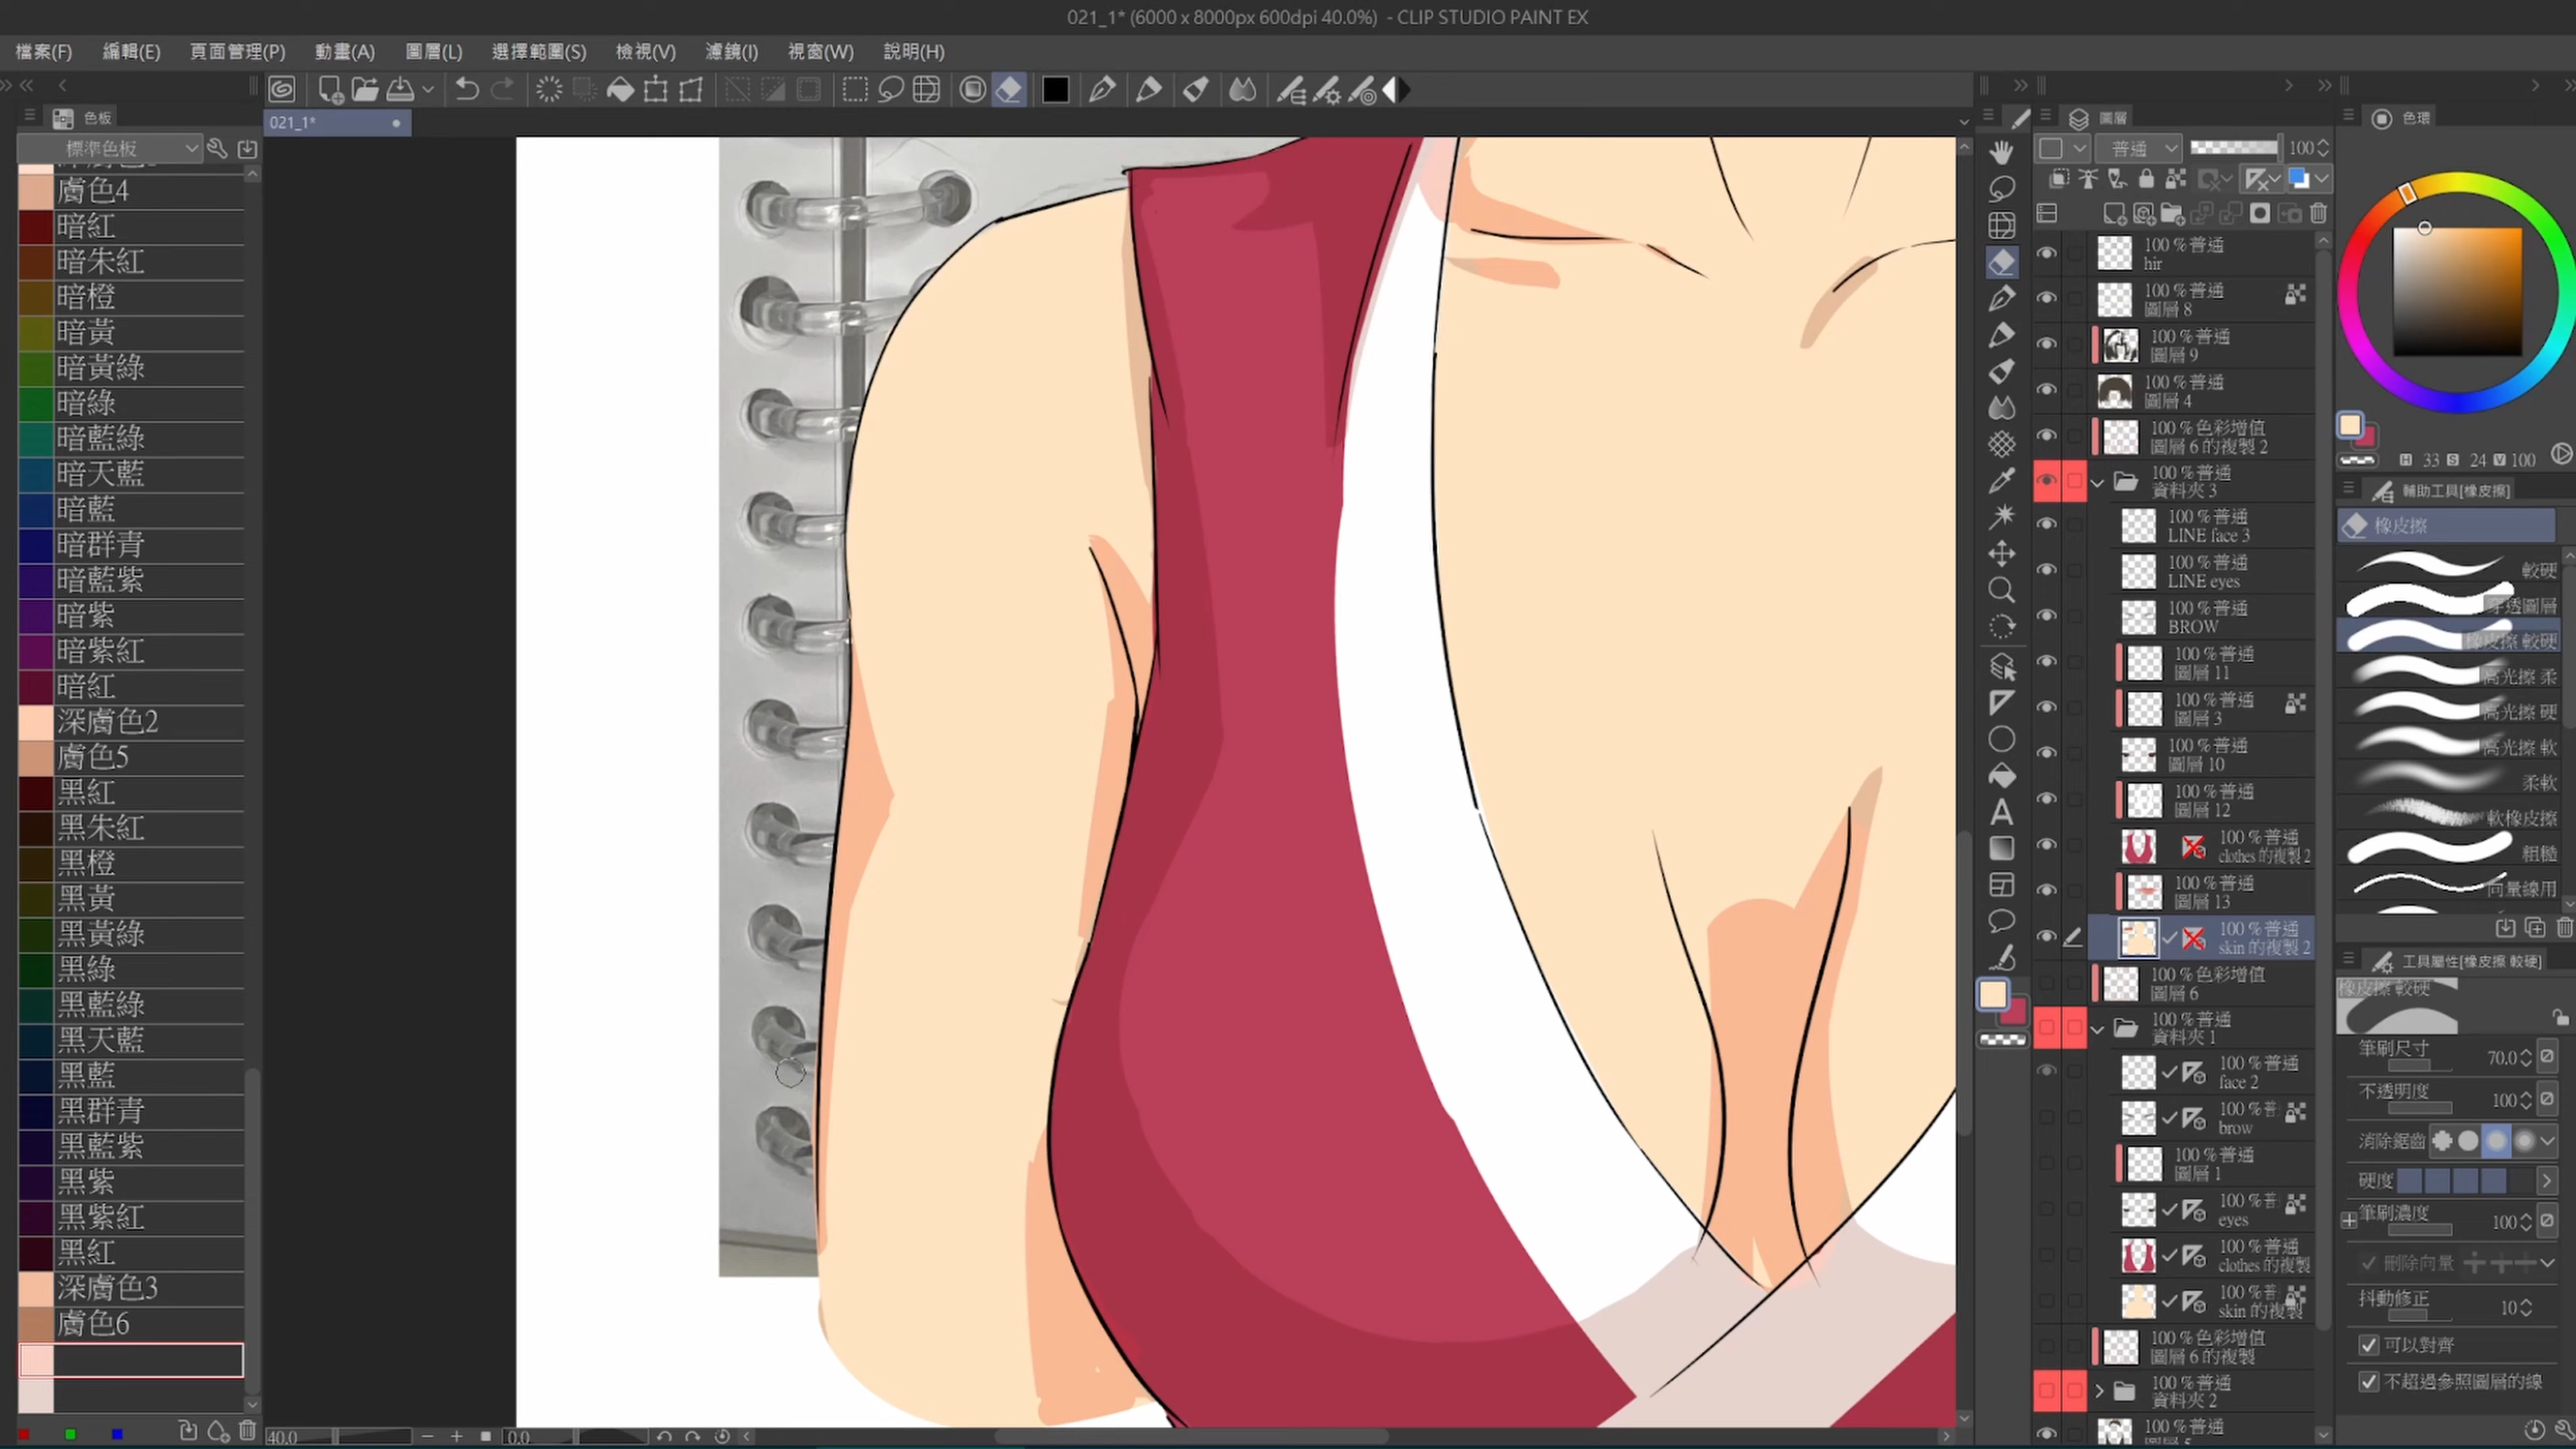 021_1* (6000 x 8000px 600dpi 40.0%) - CLIP STUDIO PAINT EX
檔案(F) 編輯(E) 頁面管理(P) 動畫(A) 圖層(L) 選擇範圍(S) 檢視(V) 濾鏡(I) 視窗(W) 說明(H)
色板
標準色板
膚色4
暗紅
暗朱紅
暗橙
暗黃
暗黃綠
暗綠
暗藍綠
暗天藍
暗藍
暗群青
暗藍紫
暗紫
暗紫紅
暗紅
深膚色2
膚色5
黑紅
黑朱紅
黑橙
黑黃
黑黃綠
黑綠
黑藍綠
黑天藍
黑藍
黑群青
黑藍紫
黑紫
黑紫紅
黑紅
深膚色3
膚色6
021_1*
40.0
0.0
圖層
普通
100
100 %普通
hir
100 %普通
圖層 8
100 %普通
圖層 9
100 %普通
圖層 4
100 %色彩增值
圖層 6 的複製 2
100 %普通
資料夾 3
100 %普通
LINE face 3
100 %普通
LINE eyes
100 %普通
BROW
100 %普通
圖層 11
100 %普通
圖層 3
100 %普通
圖層 10
100 %普通
圖層 12
100 %普通
clothes 的複製 2
100 %普通
圖層 13
100 %普通
skin 的複製 2
100 %色彩增值
圖層 6
100 %普通
資料夾 1
100 %普通
face 2
100 %普
brow
100 %普通
圖層 1
100 %普
eyes
100 %普通
clothes 的複製
100 %普
skin 的複製
100 %色彩增值
圖層 6 的複製
100 %普通
資料夾 2
100 %普通
色環
H 33 S 24 V 100
輔助工具[橡皮擦]
橡皮擦
較硬
穿透圖層
橡皮擦 較硬
高光擦 柔
高光擦 硬
高光擦 軟
柔軟
軟橡皮擦
粗糙
向量線用
工具屬性[橡皮擦 較硬]
橡皮擦 較硬
筆刷尺寸 70.0
不透明度 100
消除鋸齒
硬度
筆刷濃度 100
刪除向量
抖動修正 10
可以對齊
不超過參照圖層的線